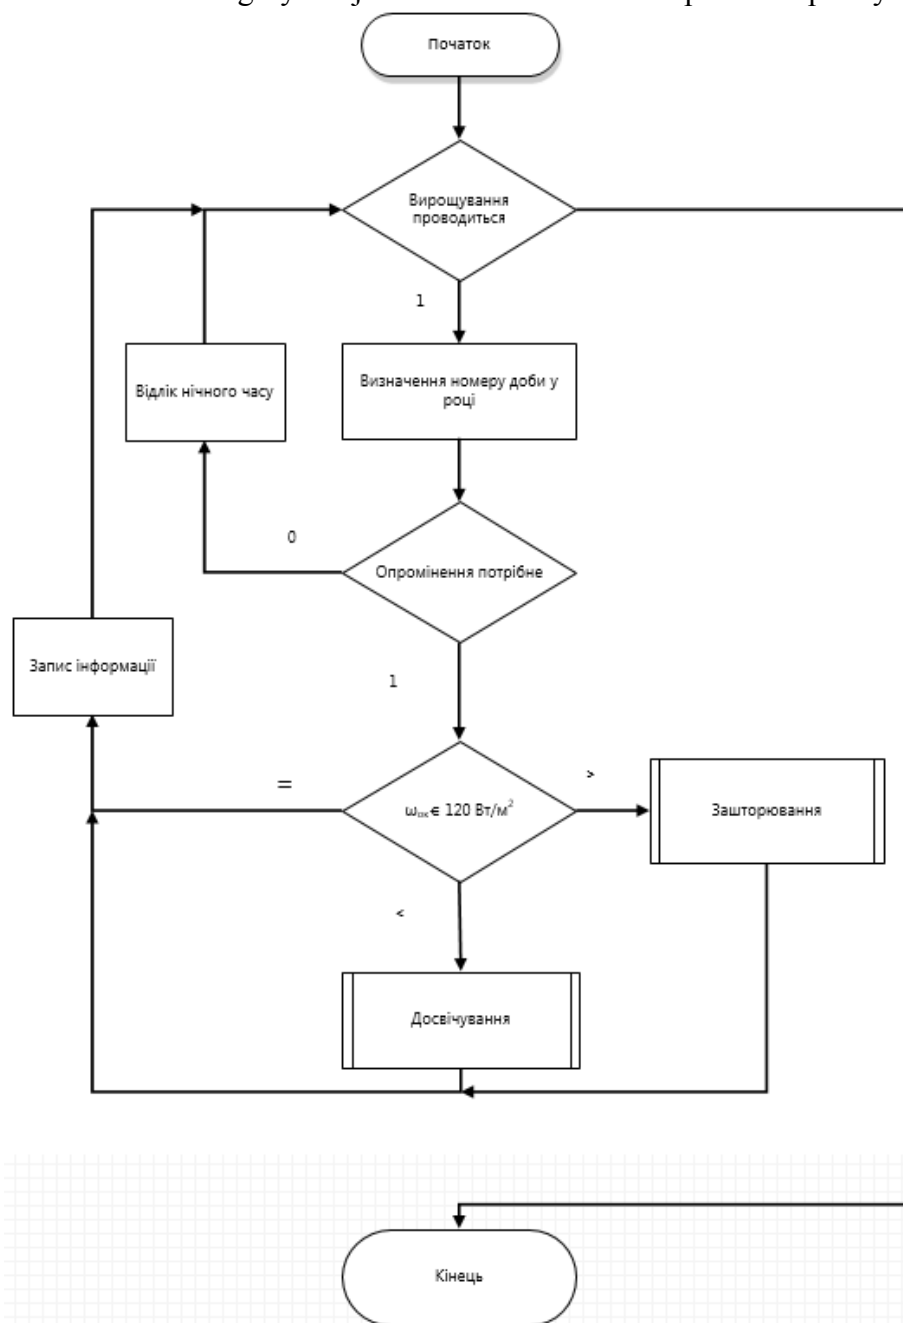 Початок
Вирощування
проводиться
1
Відлік нічного часу
Визначення номеру доби у
році
0
Опромінення потрібне
Запис інформації
1
=
>
ω ∈ 120 Вт/м²
Зашторювання
<
Досвічування
Кінець